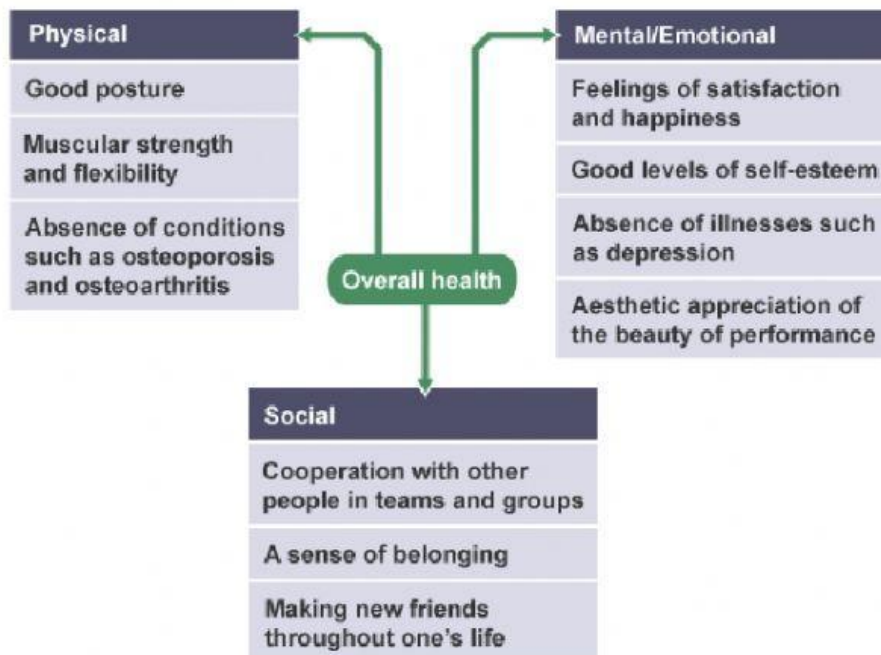 Physical
Good posture
Muscular strength
and flexibility
Absence of conditions
such as osteoporosis
and osteoarthritis
Mental/Emotional
Feelings of satisfaction
and happiness
Good levels of self-esteem
Absence of illnesses such
as depression
Aesthetic appreciation of
the beauty of performance
Overall health
Social
Cooperation with other
people in teams and groups
A sense of belonging
Making new friends
throughout one's life